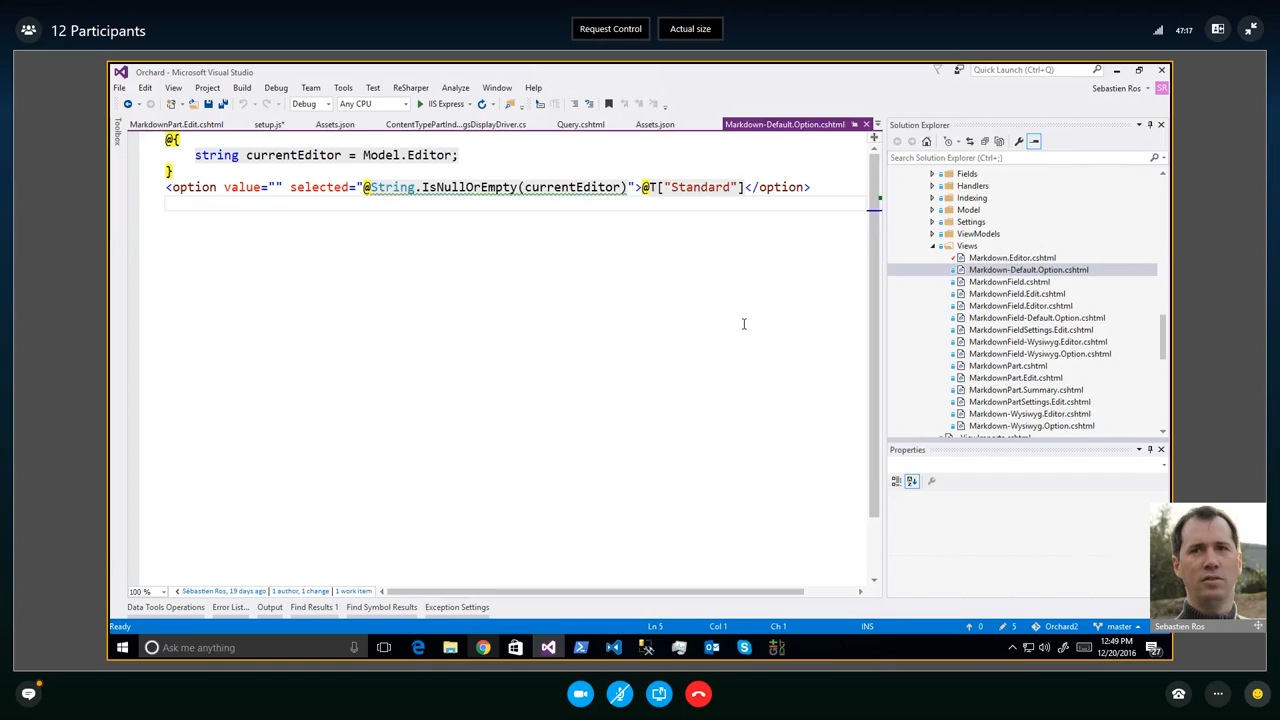 12 Participants
Request Control
Actual size
47:17
Orchard - Microsoft Visual Studio
Quick Launch (Ctrl+Q)
File Edit View Project Build Debug Team Tools Test ReSharper Analyze Window Help
Sebastien Ros
SR
Debug
Any CPU
IIS Express
MarkdownPart.Edit.cshtml
setup.js*
Assets.json
ContentTypePartInd...gsDisplayDriver.cs
Query.cshtml
Assets.json
Markdown-Default.Option.cshtml
Toolbox
@{
string currentEditor = Model.Editor;
}
<option value="" selected="@String.IsNullOrEmpty(currentEditor)">@T["Standard"]</option>
Solution Explorer
Search Solution Explorer (Ctrl+;)
Fields
Handlers
Indexing
Model
Settings
ViewModels
Views
Markdown.Editor.cshtml
Markdown-Default.Option.cshtml
MarkdownField.cshtml
MarkdownField.Edit.cshtml
MarkdownField.Editor.cshtml
MarkdownField-Default.Option.cshtml
MarkdownFieldSettings.Edit.cshtml
MarkdownField-Wysiwyg.Editor.cshtml
MarkdownField-Wysiwyg.Option.cshtml
MarkdownPart.cshtml
MarkdownPart.Edit.cshtml
MarkdownPart.Summary.cshtml
MarkdownPartSettings.Edit.cshtml
Markdown-Wysiwyg.Editor.cshtml
Markdown-Wysiwyg.Option.cshtml
Properties
100 %
Sébastien Ros, 19 days ago | 1 author, 1 change | 1 work item
Data Tools Operations
Error List...
Output
Find Results 1
Find Symbol Results
Exception Settings
Ready
Ln 5
Col 1
Ch 1
INS
0
5
Orchard2
master
Sebastien Ros
Ask me anything
12:49 PM
12/20/2016
27